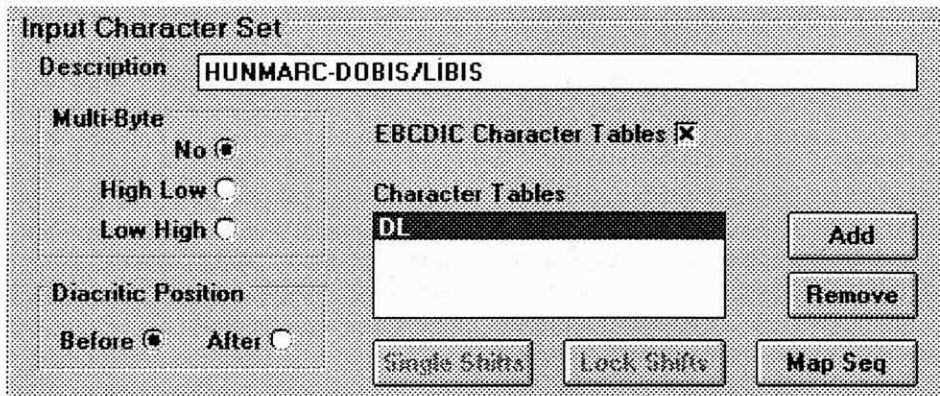 Input Character Set
Description HUNMARC-DOBIS/LIBIS
Multi-Byte
No
EBCDIC Character Tables
High Low
Character Tables
Low High
DL
Add
Diacritic Position
Remove
Before After
Single Shifts Lock Shifts Map Seq